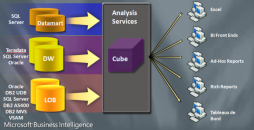 SQL Server
Datamart
Teradata
SQL Server
Oracle
DW
Oracle
DB2 UDB
SQL Server
DB2 AS400
DB2 MVS
VSAM
LOB
Analysis Services
Cube
Excel
BI Front Ends
Ad-Hoc Reports
Rich Reports
Tableaux de Bord
Microsoft Business Intelligence